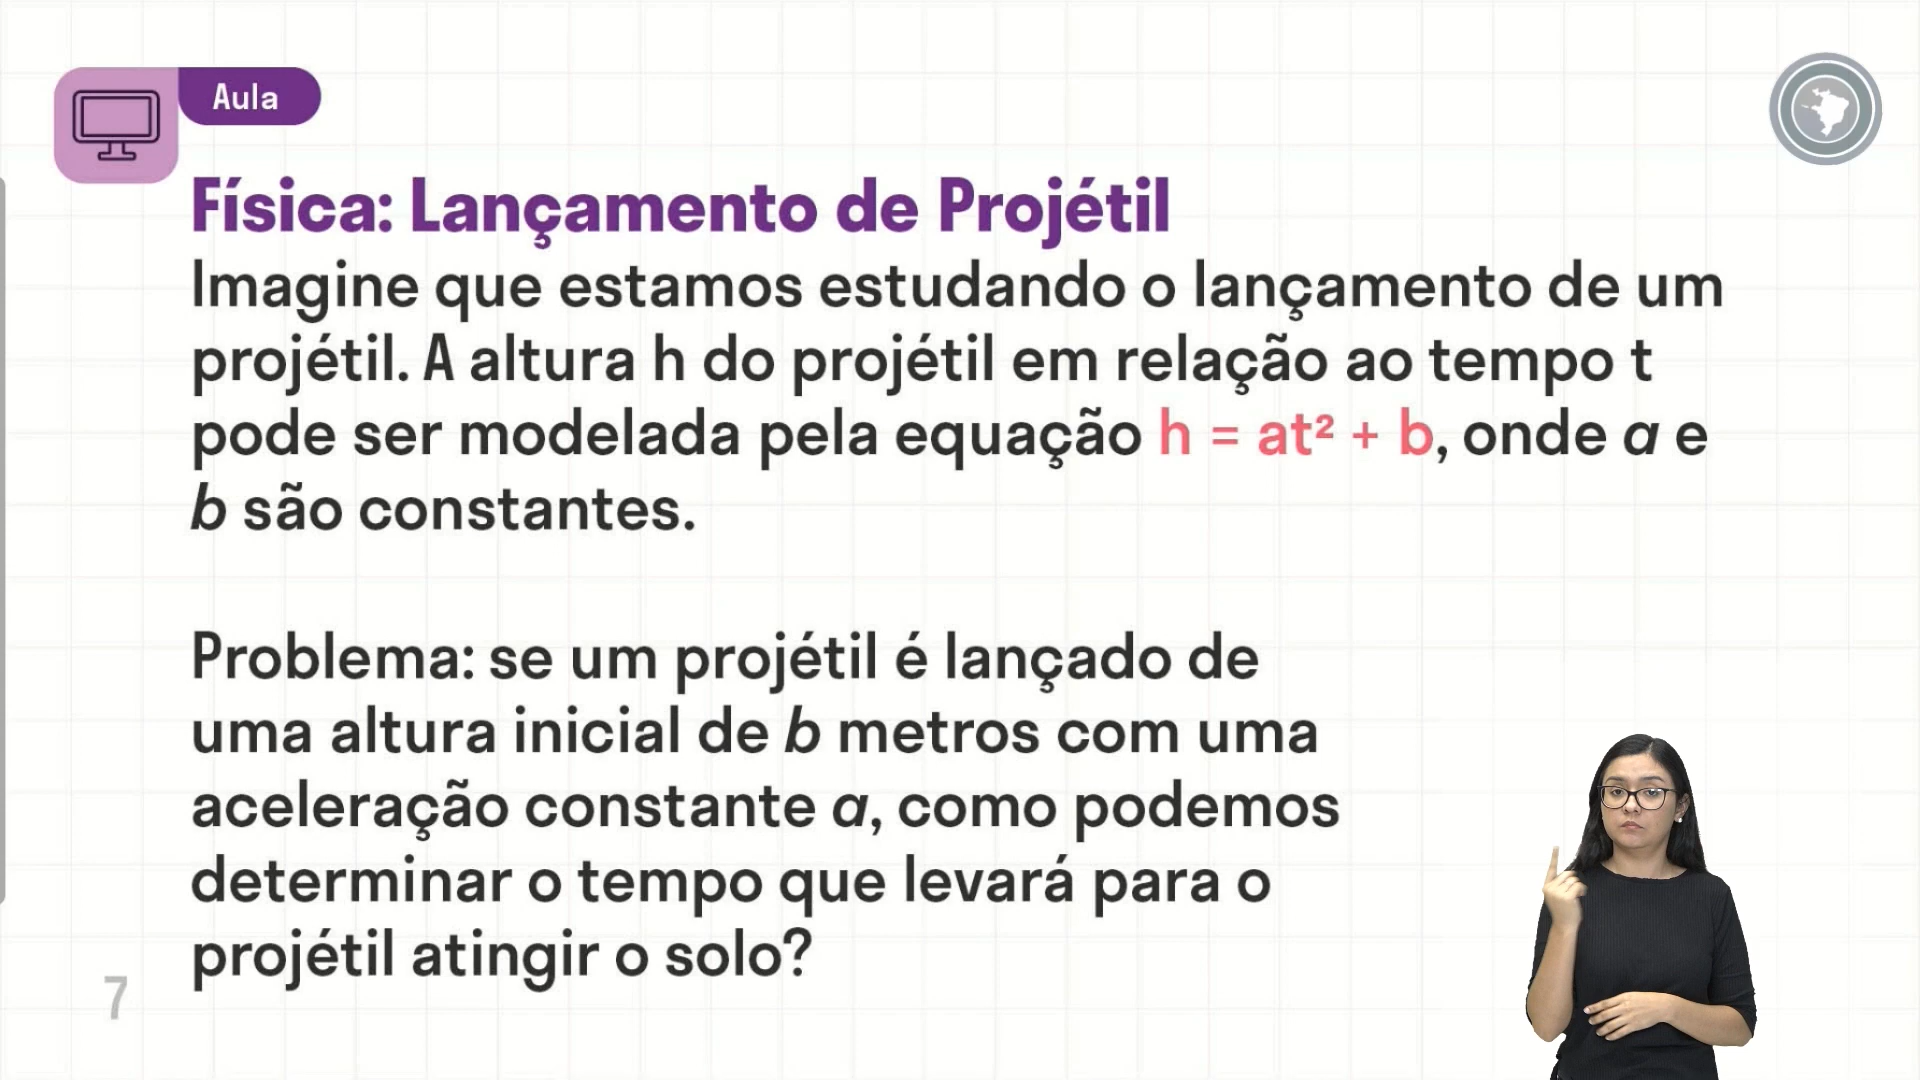 Aula
Física: Lançamento de Projétil
Imagine que estamos estudando o lançamento de um
projétil. A altura h do projétil em relação ao tempo t
pode ser modelada pela equação h = at² + b, onde a e
b são constantes.
Problema: se um projétil é lançado de
uma altura inicial de b metros com uma
aceleração constante a, como podemos
determinar o tempo que levará para o
projétil atingir o solo?
7